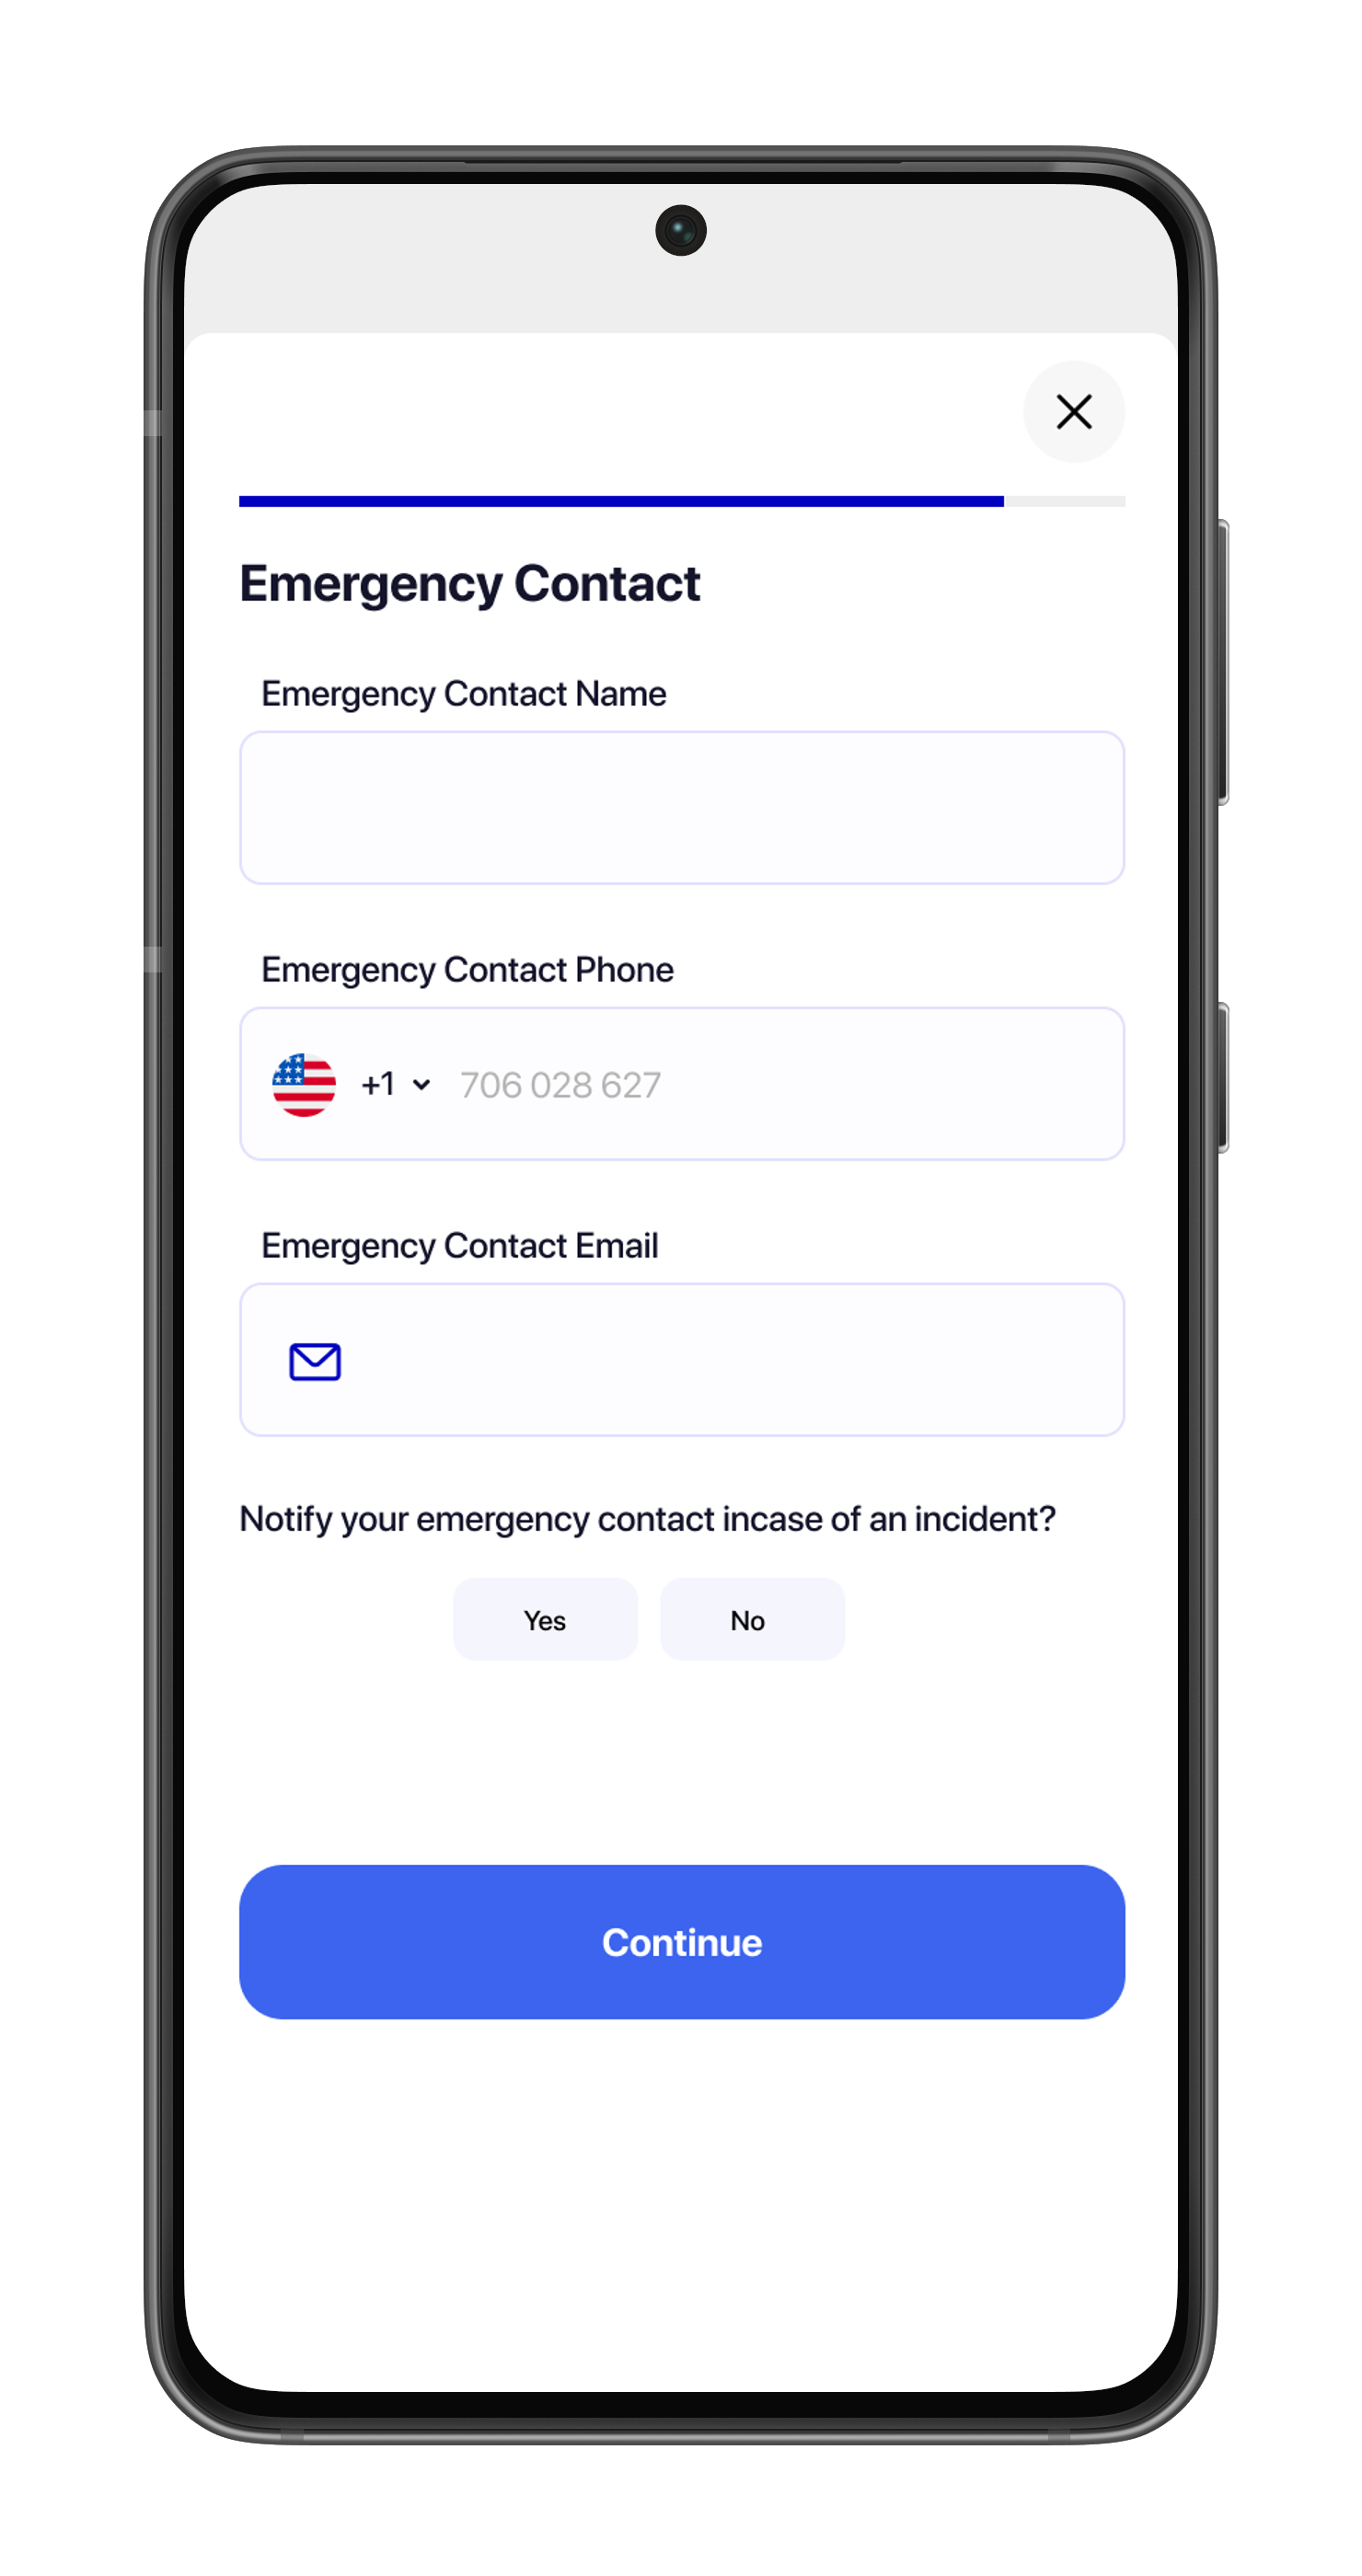 Emergency Contact
Emergency Contact Name
Emergency Contact Phone
+1 706 028 627
Emergency Contact Email
Notify your emergency contact incase of an incident?
Yes No
Continue